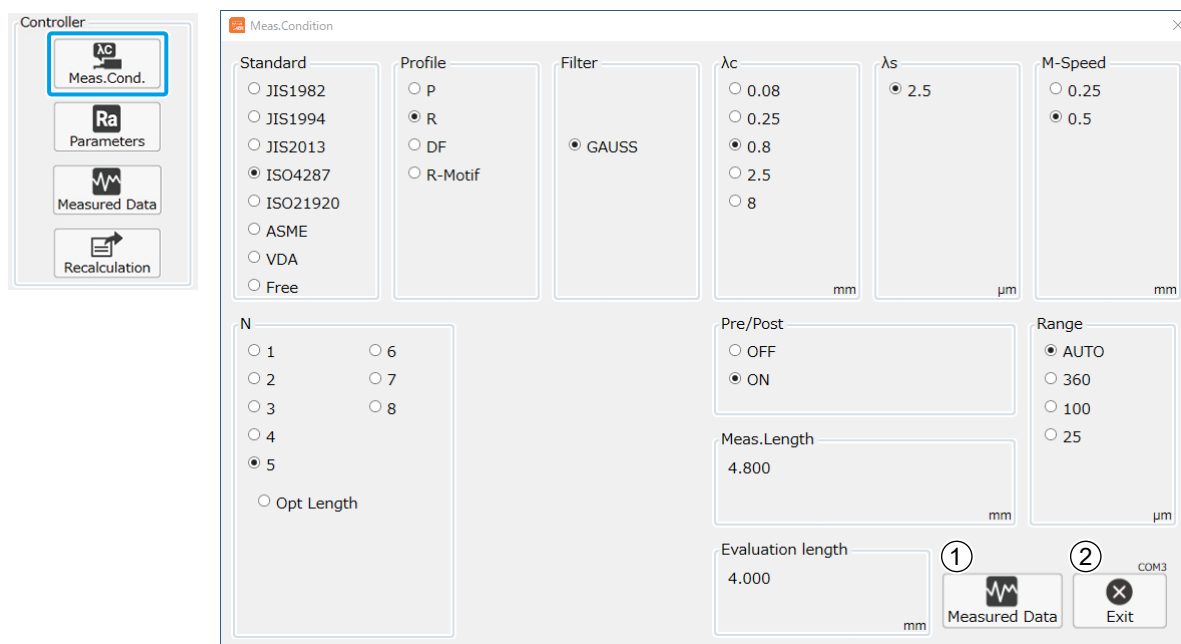 Controller
λC
Meas.Cond.
Ra
Parameters
Measured Data
Recalculation
Meas.Condition
Standard
JIS1982
JIS1994
JIS2013
ISO4287
ISO21920
ASME
VDA
Free
Profile
P
R
DF
R-Motif
Filter
GAUSS
λc
0.08
0.25
0.8
2.5
8
mm
λs
2.5
µm
M-Speed
0.25
0.5
mm
N
1
2
3
4
5
6
7
8
Opt Length
Pre/Post
OFF
ON
Range
AUTO
360
100
25
µm
Meas.Length
4.800
mm
Evaluation length
4.000
mm
①
Measured Data
②
COM3
Exit